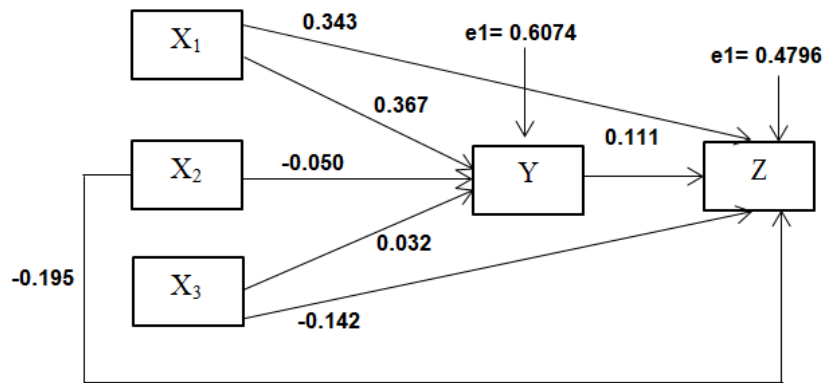 0.343
e1= 0.6074
X₁
e1= 0.4796
0.367
0.111
X₂
-0.050
Y
Z
0.032
X₃
-0.195
-0.142